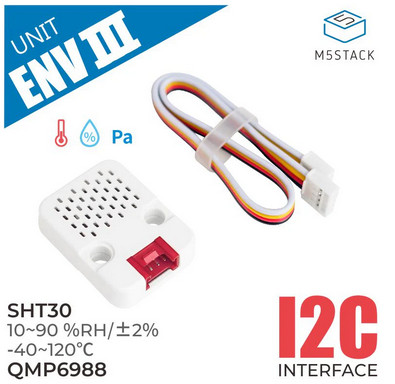 UNIT
ENV III
M5STACK
% Pa
SHT30
10~90 %RH/±2%
-40~120℃
QMP6988
I2C
INTERFACE